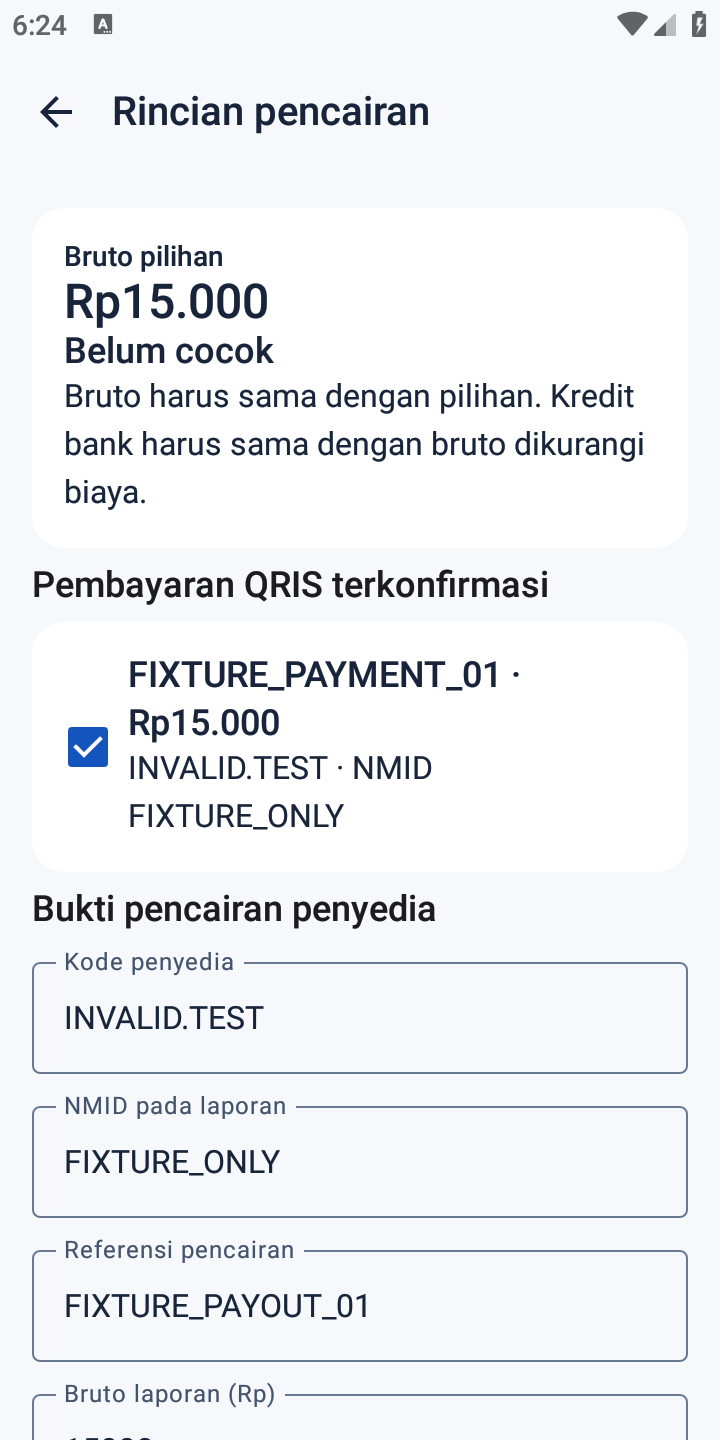 6:24
Rincian pencairan
Bruto pilihan
Rp15.000
Belum cocok
Bruto harus sama dengan pilihan. Kredit
bank harus sama dengan bruto dikurangi
biaya.
Pembayaran QRIS terkonfirmasi
FIXTURE_PAYMENT_01 ·
Rp15.000
INVALID.TEST · NMID
FIXTURE_ONLY
Bukti pencairan penyedia
Kode penyedia
INVALID.TEST
NMID pada laporan
FIXTURE_ONLY
Referensi pencairan
FIXTURE_PAYOUT_01
Bruto laporan (Rp)